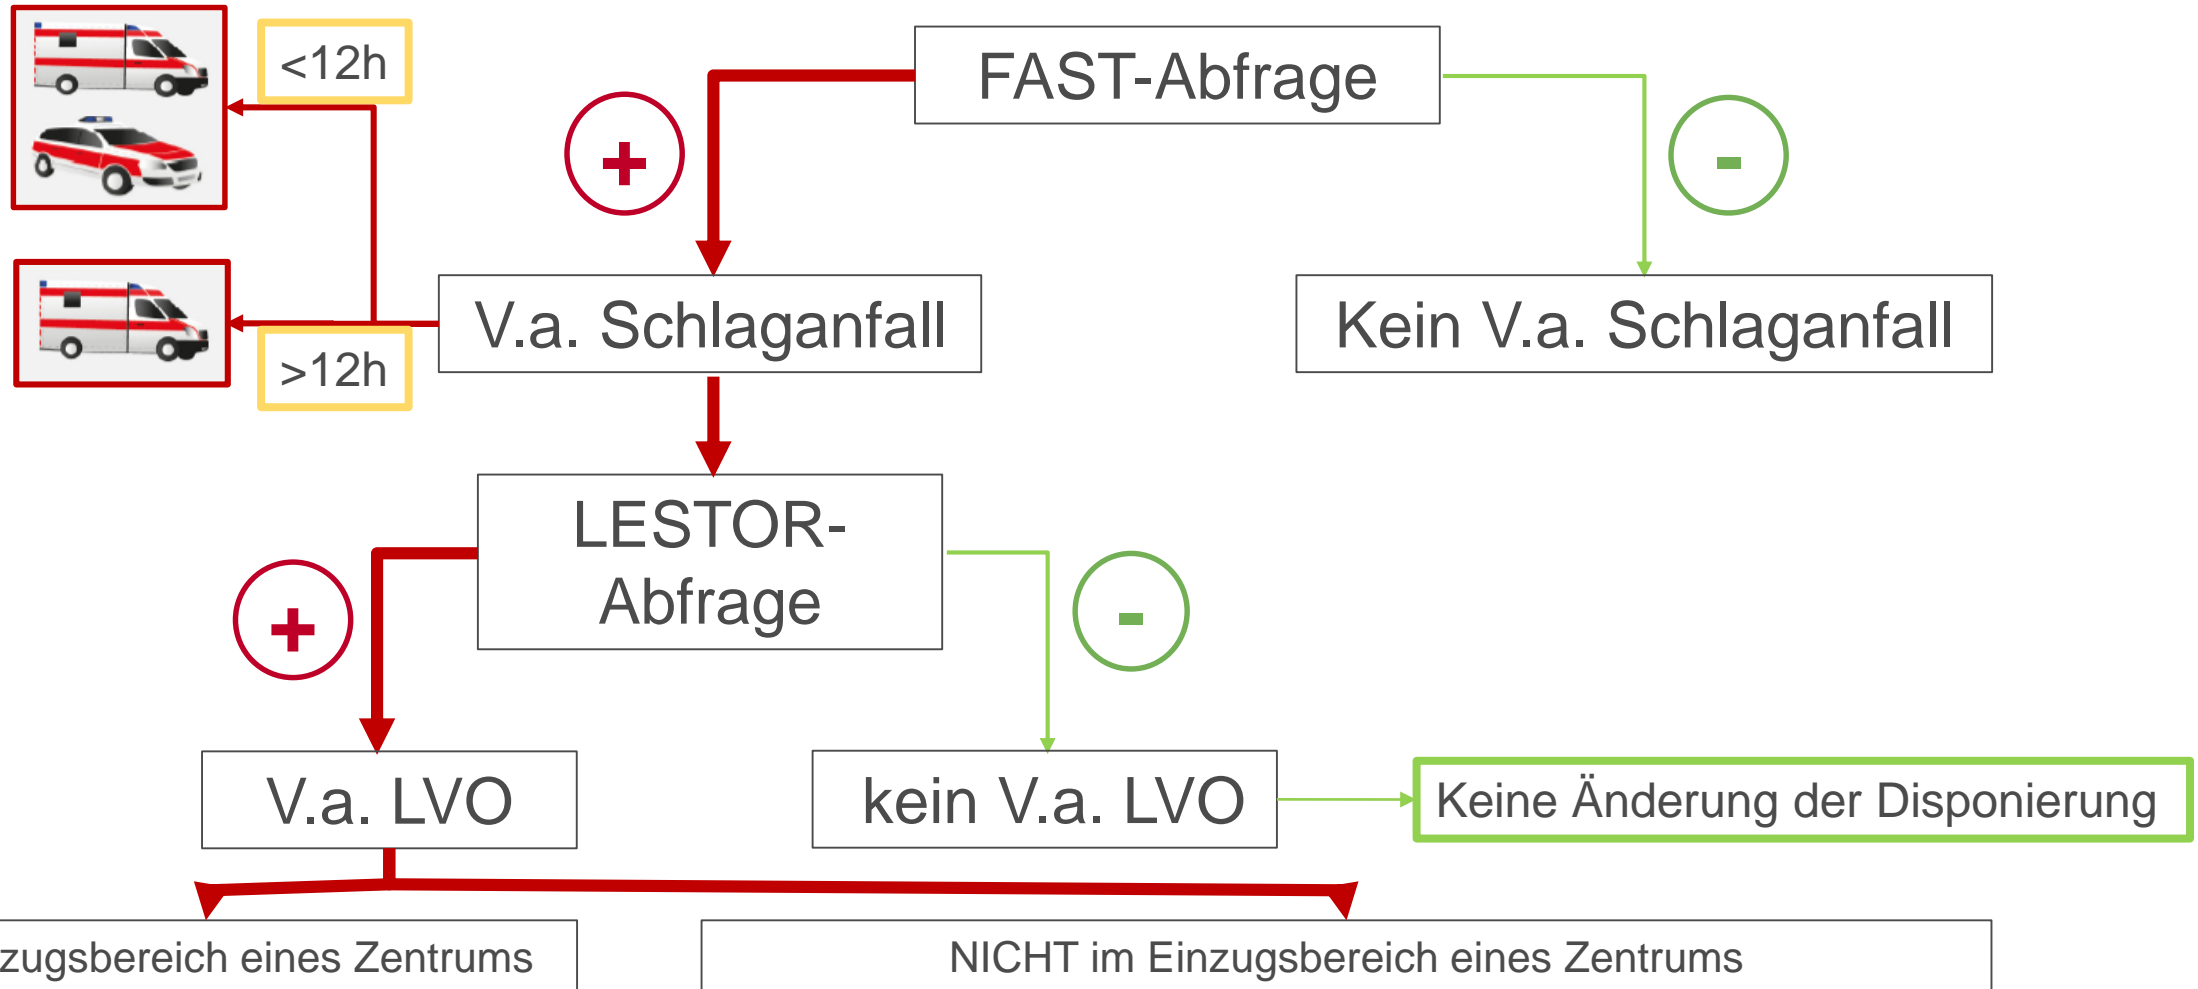 <12h
FAST-Abfrage
+
-
V.a. Schlaganfall
Kein V.a. Schlaganfall
>12h
LESTOR-
Abfrage
+
-
V.a. LVO
kein V.a. LVO
Keine Änderung der Disponierung
zugsbereich eines Zentrums
NICHT im Einzugsbereich eines Zentrums